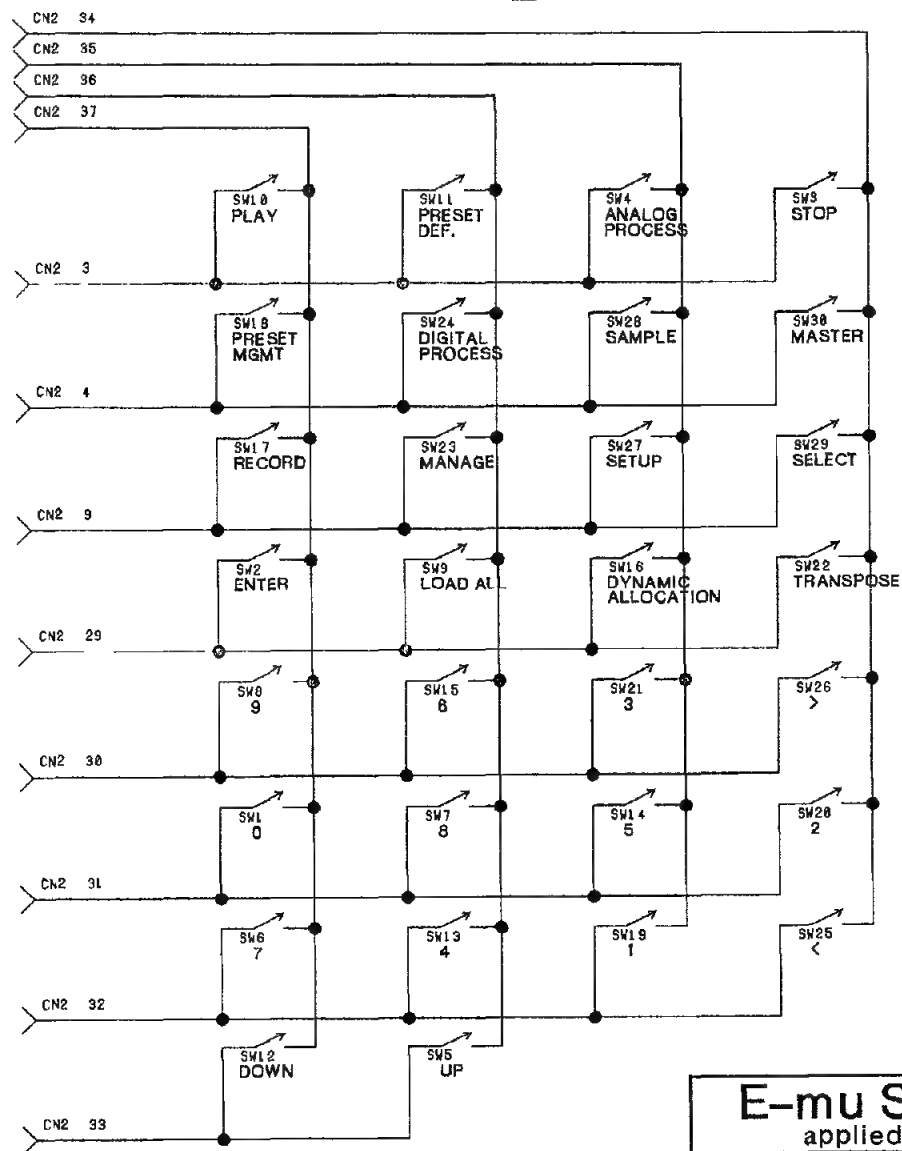 CN2 34
CN2 35
CN2 36
CN2 37
SW10 SW11 SW4 SW3
PLAY PRESET ANALOG STOP
DEF. PROCESS
CN2 3
SW18 SW24 SW28 SW30
PRESET DIGITAL SAMPLE MASTER
MGMT PROCESS
CN2 4
SW17 SW23 SW27 SW29
RECORD MANAGE SETUP SELECT
CN2 9
SW2 SW9 SW16 SW22
ENTER LOAD ALL DYNAMIC TRANSPOSE
ALLOCATION
CN2 29
SW8 SW15 SW21 SW26
9 6 3 >
CN2 30
SW1 SW7 SW14 SW20
0 8 5 2
CN2 31
SW6 SW13 SW19 SW25
7 4 1 <
CN2 32
SW12 SW5
DOWN UP
CN2 33
E-mu S
applied